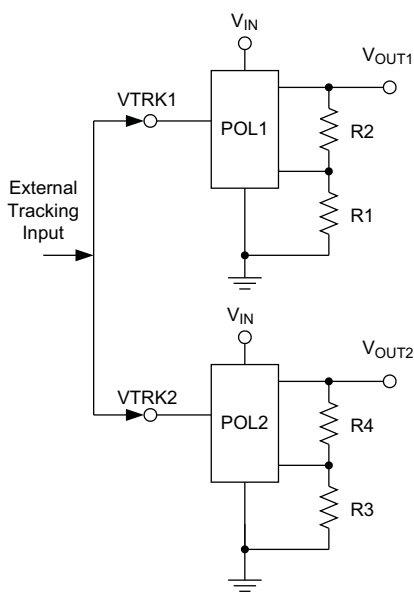 VIN
VOUT1
VTRK1
POL1
R2
External
Tracking
Input
R1
VIN
VOUT2
VTRK2
POL2
R4
R3